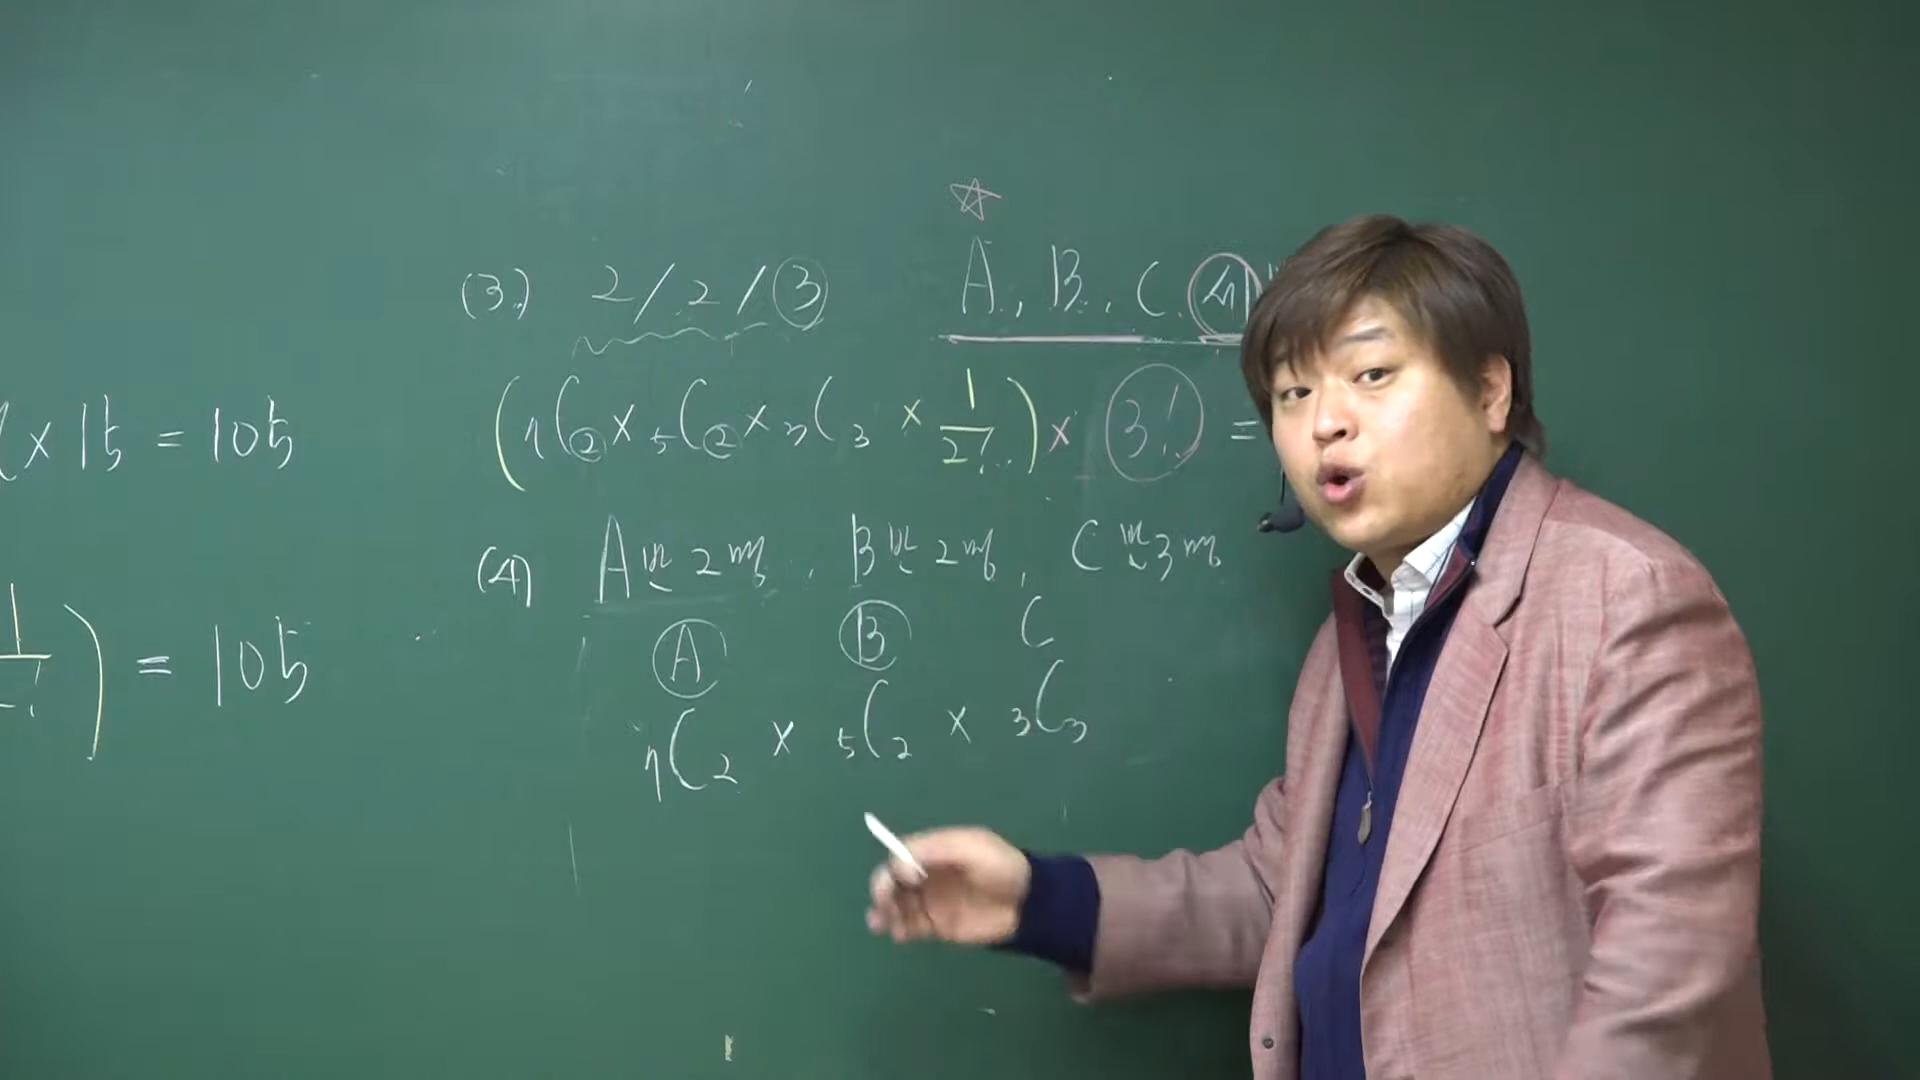 x 15 = 105
1 ) = 105
(3) 2 / 2 / ③
☆
A, B, C
( ₇C₂ x ₅C₂ x ₃C₃ x 1/2! ) x 3! =
(4) A반 2명, B반 2명, C반 3명
A B C
₇C₂ x ₅C₂ x ₃C₃